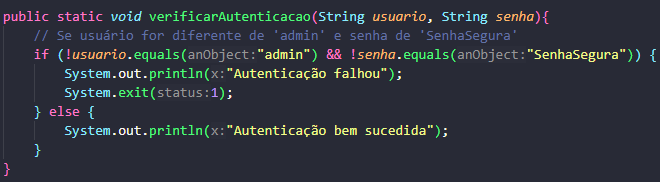 public static void verificarAutenticacao(String usuario, String senha){
// Se usuário for diferente de 'admin' e senha de 'SenhaSegura'
if (!usuario.equals(anObject:"admin") && !senha.equals(anObject:"SenhaSegura")) {
System.out.println(x:"Autenticação falhou");
System.exit(status:1);
} else {
System.out.println(x:"Autenticação bem sucedida");
}
}